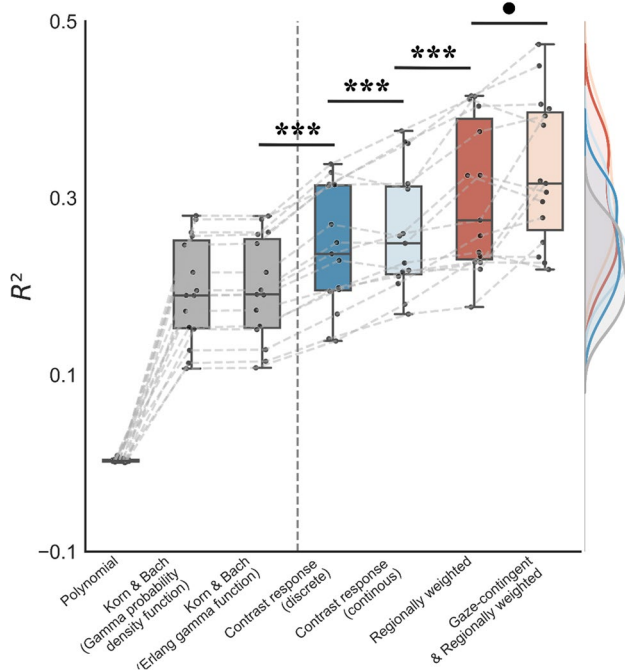 0.5
0.3
0.1
−0.1
R²
***
***
***
•
Polynomial
Korn & Bach
(Gamma probability
density function)
Korn & Bach
(Erlang gamma function)
Contrast response
(discrete)
Contrast response
(continous)
Regionally weighted
Gaze-contingent
& Regionally weighted